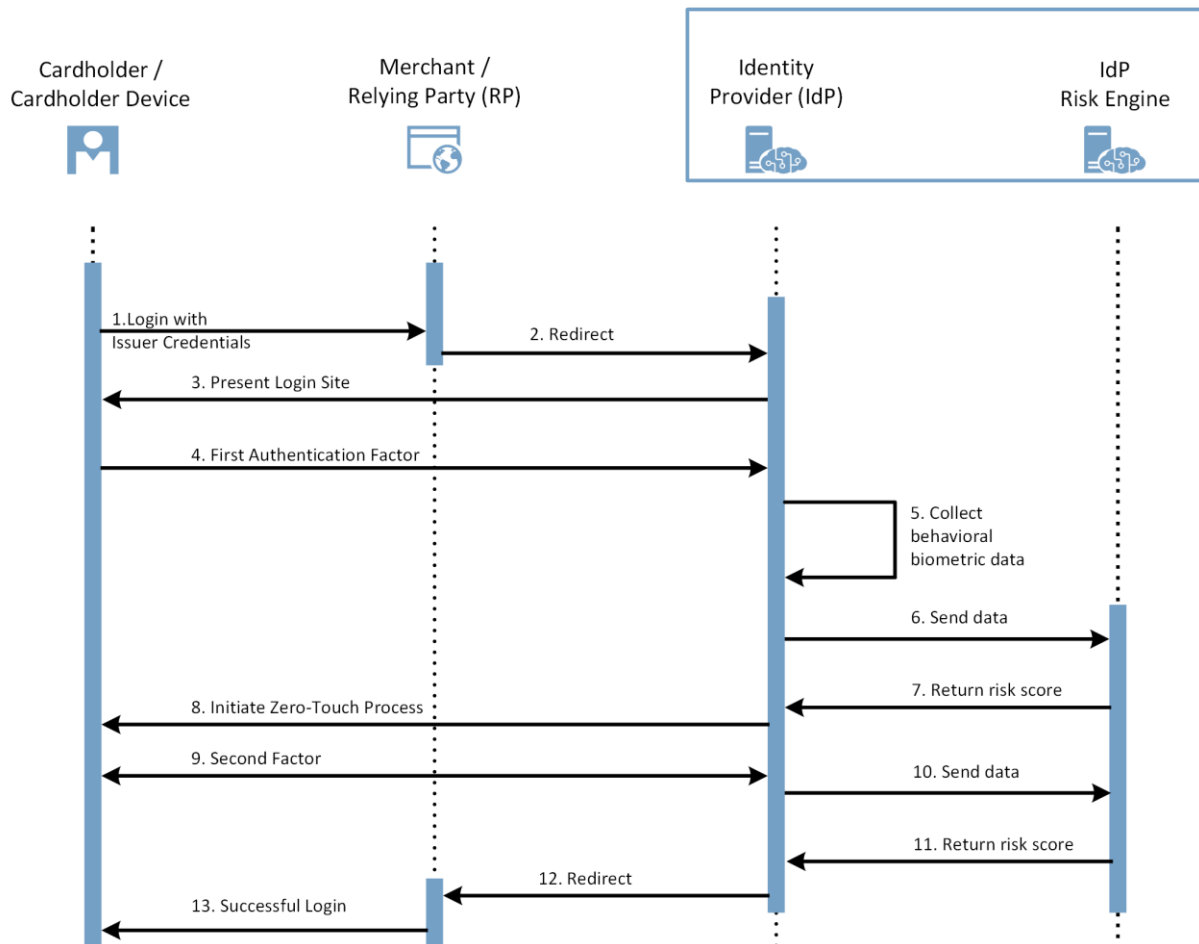 Cardholder /
Cardholder Device
Merchant /
Relying Party (RP)
Identity
Provider (IdP)
IdP
Risk Engine
1.Login with
Issuer Credentials
2. Redirect
3. Present Login Site
4. First Authentication Factor
5. Collect
behavioral
biometric data
6. Send data
7. Return risk score
8. Initiate Zero-Touch Process
9. Second Factor
10. Send data
11. Return risk score
12. Redirect
13. Successful Login